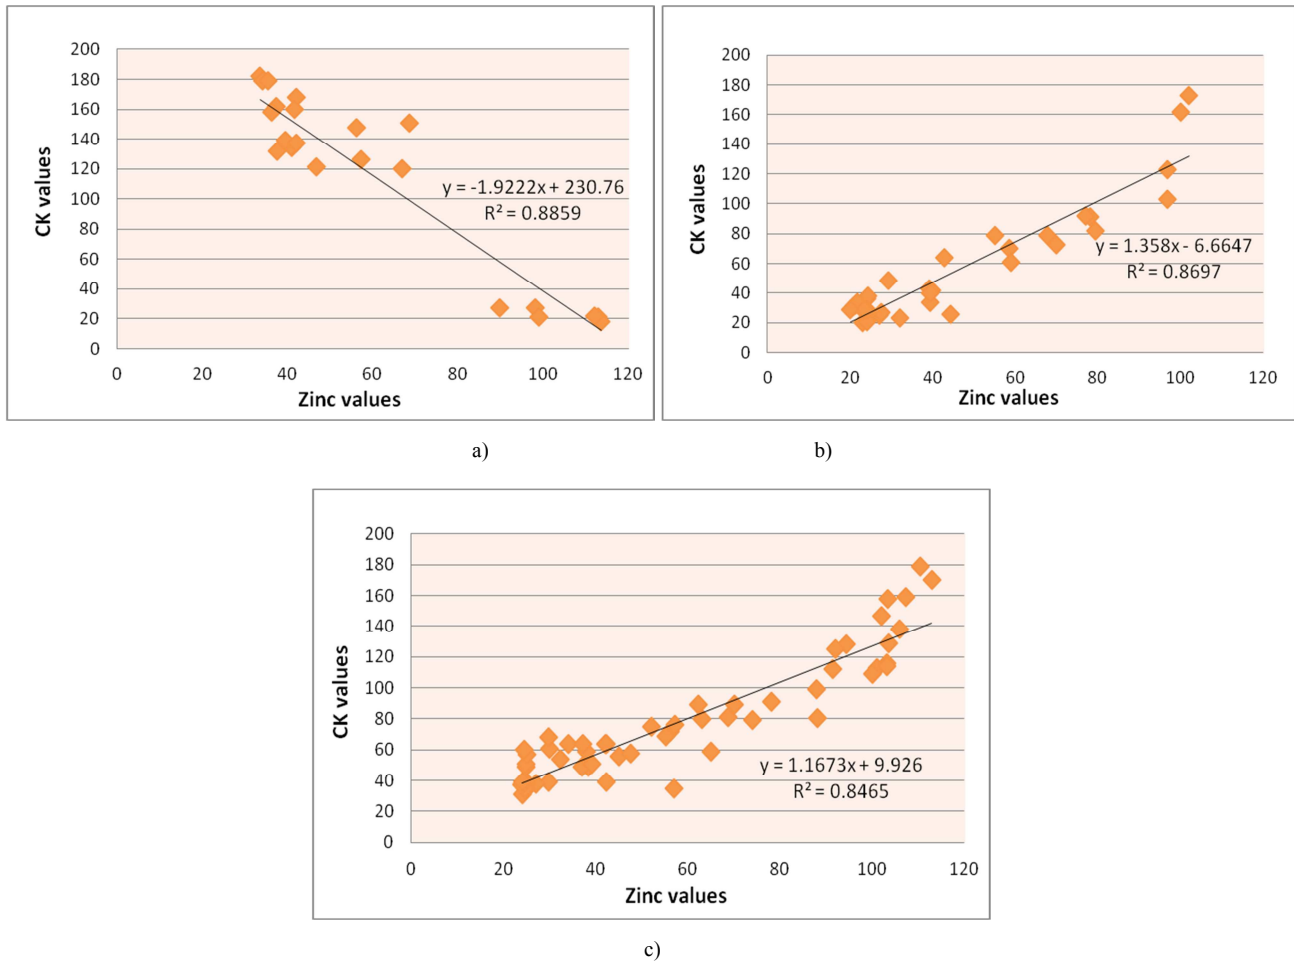 200
180
160
140
120
100
80
60
40
20
0
CK values
y = -1.9222x + 230.76
R² = 0.8859
0 20 40 60 80 100 120
Zinc values
a)
200
180
160
140
120
100
80
60
40
20
0
CK values
y = 1.358x - 6.6647
R² = 0.8697
0 20 40 60 80 100 120
Zinc values
b)
200
180
160
140
120
100
80
60
40
20
0
CK values
y = 1.1673x + 9.926
R² = 0.8465
0 20 40 60 80 100 120
Zinc values
c)